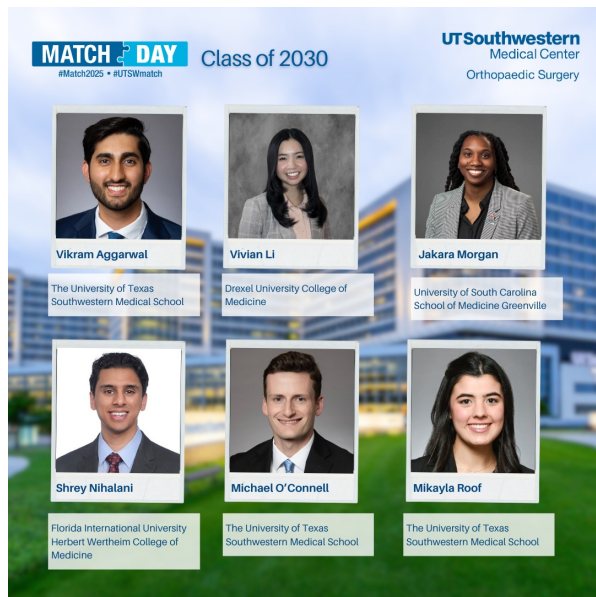 MATCH DAY
Class of 2030
#Match2025 • #UTSWmatch
UTSouthwestern
Medical Center
Orthopaedic Surgery
Vikram Aggarwal
The University of Texas
Southwestern Medical School
Vivian Li
Drexel University College of
Medicine
Jakara Morgan
University of South Carolina
School of Medicine Greenville
Shrey Nihalani
Florida International University
Herbert Wertheim College of
Medicine
Michael O’Connell
The University of Texas
Southwestern Medical School
Mikayla Roof
The University of Texas
Southwestern Medical School